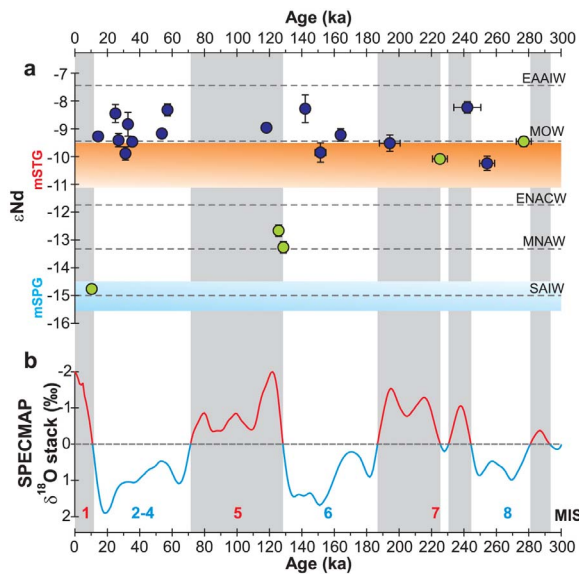 Age (ka)
0 20 40 60 80 100 120 140 160 180 200 220 240 260 280 300
a
-7
-8
-9
-10
-11
-12
-13
-14
-15
-16
εNd
mSTG
mSPG
EAAIW
MOW
ENACW
MNAW
SAIW
b
-2
-1
0
1
2
SPECMAP
δ18O stack (‰)
1 2-4 5 6 7 8 MIS
0 20 40 60 80 100 120 140 160 180 200 220 240 260 280 300
Age (ka)